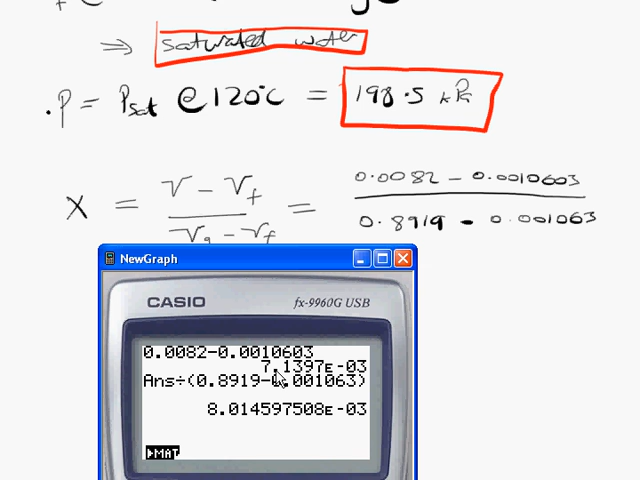 ⇒ saturated water
.P = Psat @ 120°C = 198.5 kPa
x = v - vf / vg - vf = 0.0082 - 0.0010603 / 0.8919 - 0.001063
NewGraph
CASIO fx-9960G USB
0.0082-0.0010603
7.1397E-03
Ans÷(0.8919-0.001063)
8.014597508E-03
▶MAT